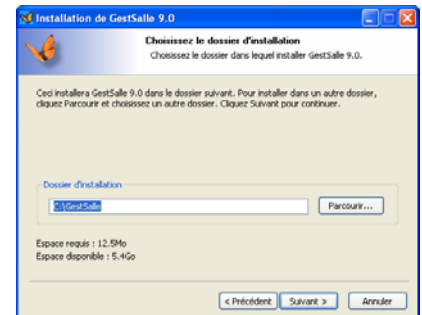 Installation de GestSalle 9.0
Choisissez le dossier d'installation
Choisissez le dossier dans lequel installer GestSalle 9.0.
Ceci installera GestSalle 9.0 dans le dossier suivant. Pour installer dans un autre dossier,
cliquez Parcourir et choisissez un autre dossier. Cliquez Suivant pour continuer.
Dossier d'installation
C:\GestSalle
Parcourir...
Espace requis : 12.5Mo
Espace disponible : 5.4Go
< Précédent
Suivant >
Annuler